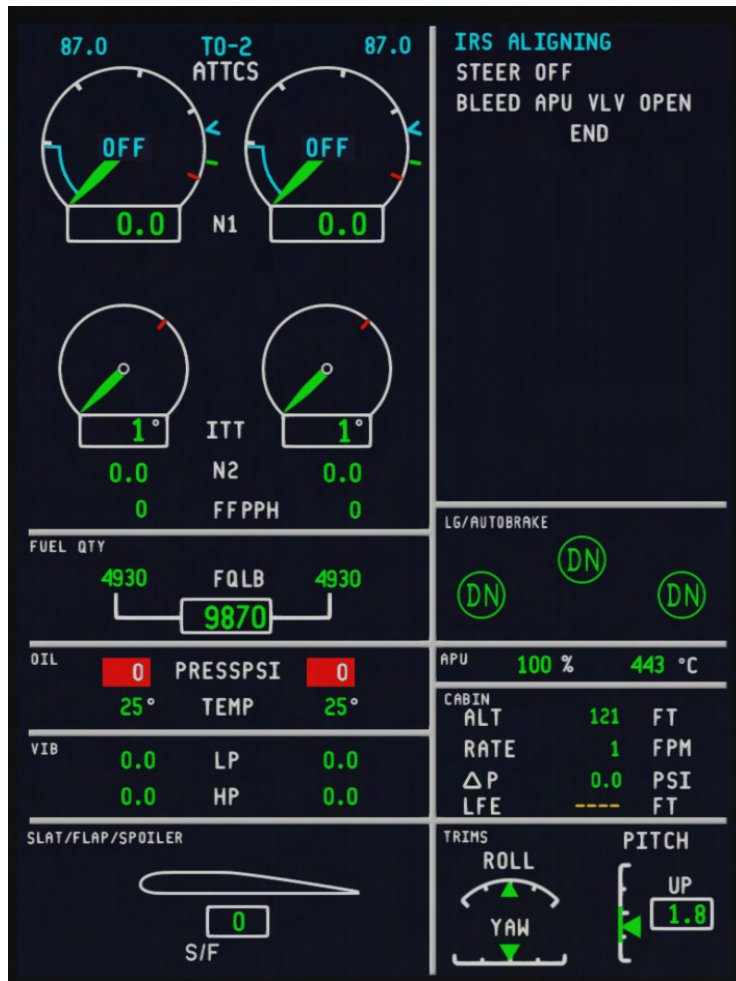 87.0 TO-2 87.0
ATTCS
OFF OFF
0.0 N1 0.0
1° ITT 1°
0.0 N2 0.0
0 FFPPH 0
FUEL QTY
4930 FQLB 4930
9870
OIL
0 PRESSPSI 0
25° TEMP 25°
VIB
0.0 LP 0.0
0.0 HP 0.0
SLAT/FLAP/SPOILER
0
S/F
IRS ALIGNING
STEER OFF
BLEED APU VLV OPEN
END
LG/AUTOBRAKE
DN
DN DN
APU 100 % 443 °C
CABIN
ALT 121 FT
RATE 1 FPM
△P 0.0 PSI
LFE ---- FT
TRIMS
PITCH
ROLL
UP
1.8
YAW